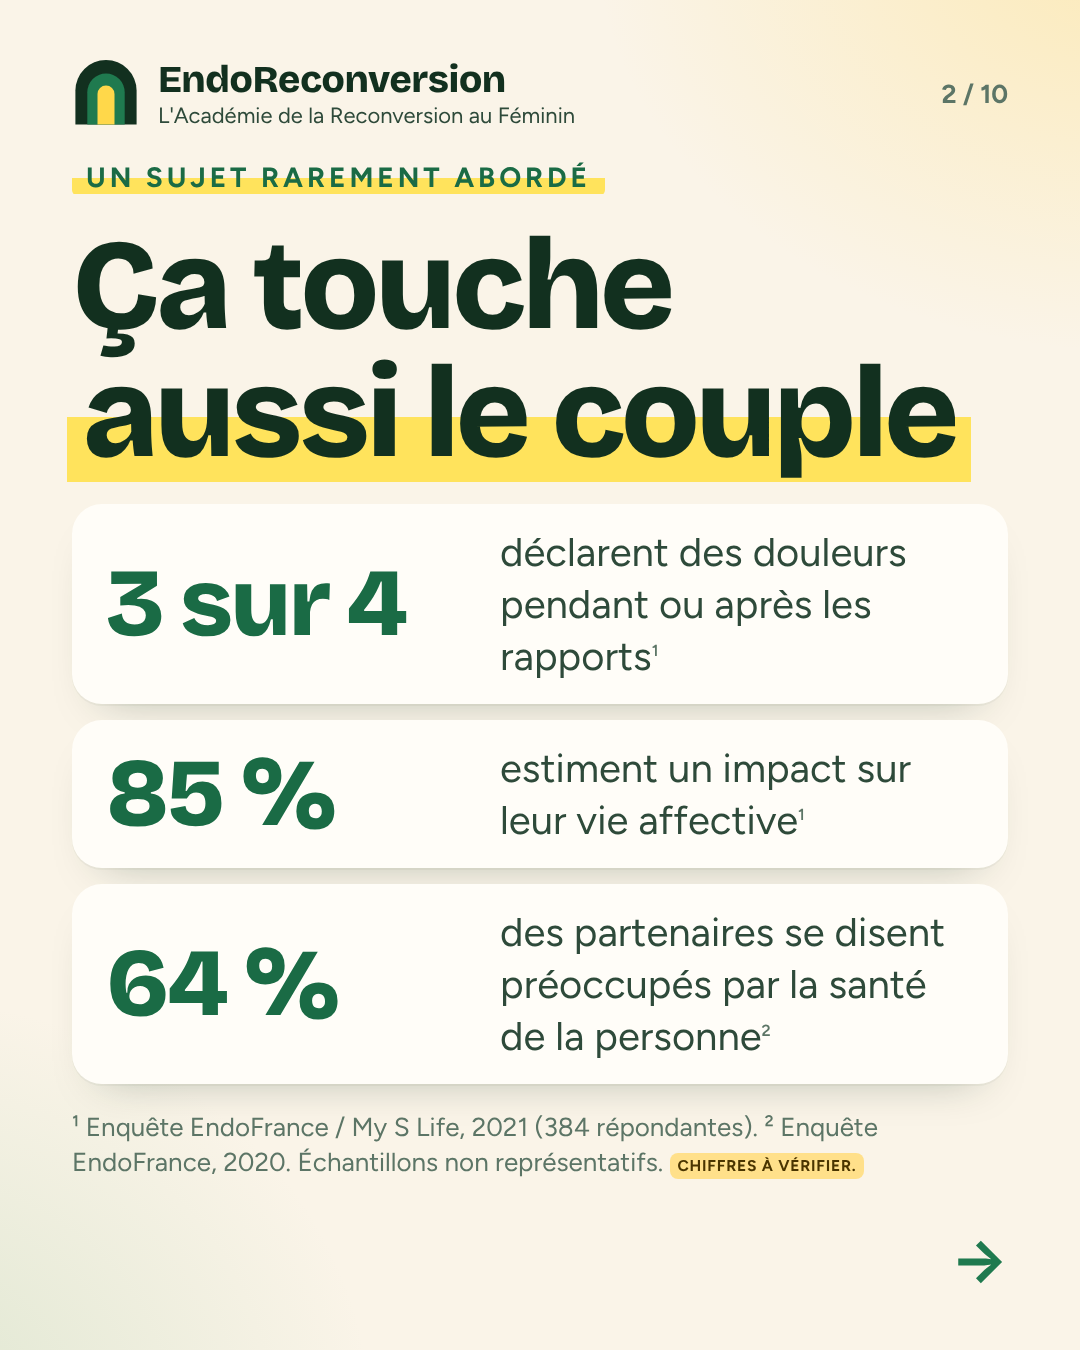 EndoReconversion
L'Académie de la Reconversion au Féminin
2 / 10
UN SUJET RAREMENT ABORDÉ
Ça touche
aussi le couple
3 sur 4
déclarent des douleurs
pendant ou après les
rapports¹
85 %
estiment un impact sur
leur vie affective¹
64 %
des partenaires se disent
préoccupés par la santé
de la personne²
¹ Enquête EndoFrance / My S Life, 2021 (384 répondantes). ² Enquête
EndoFrance, 2020. Échantillons non représentatifs. CHIFFRES À VÉRIFIER.
→